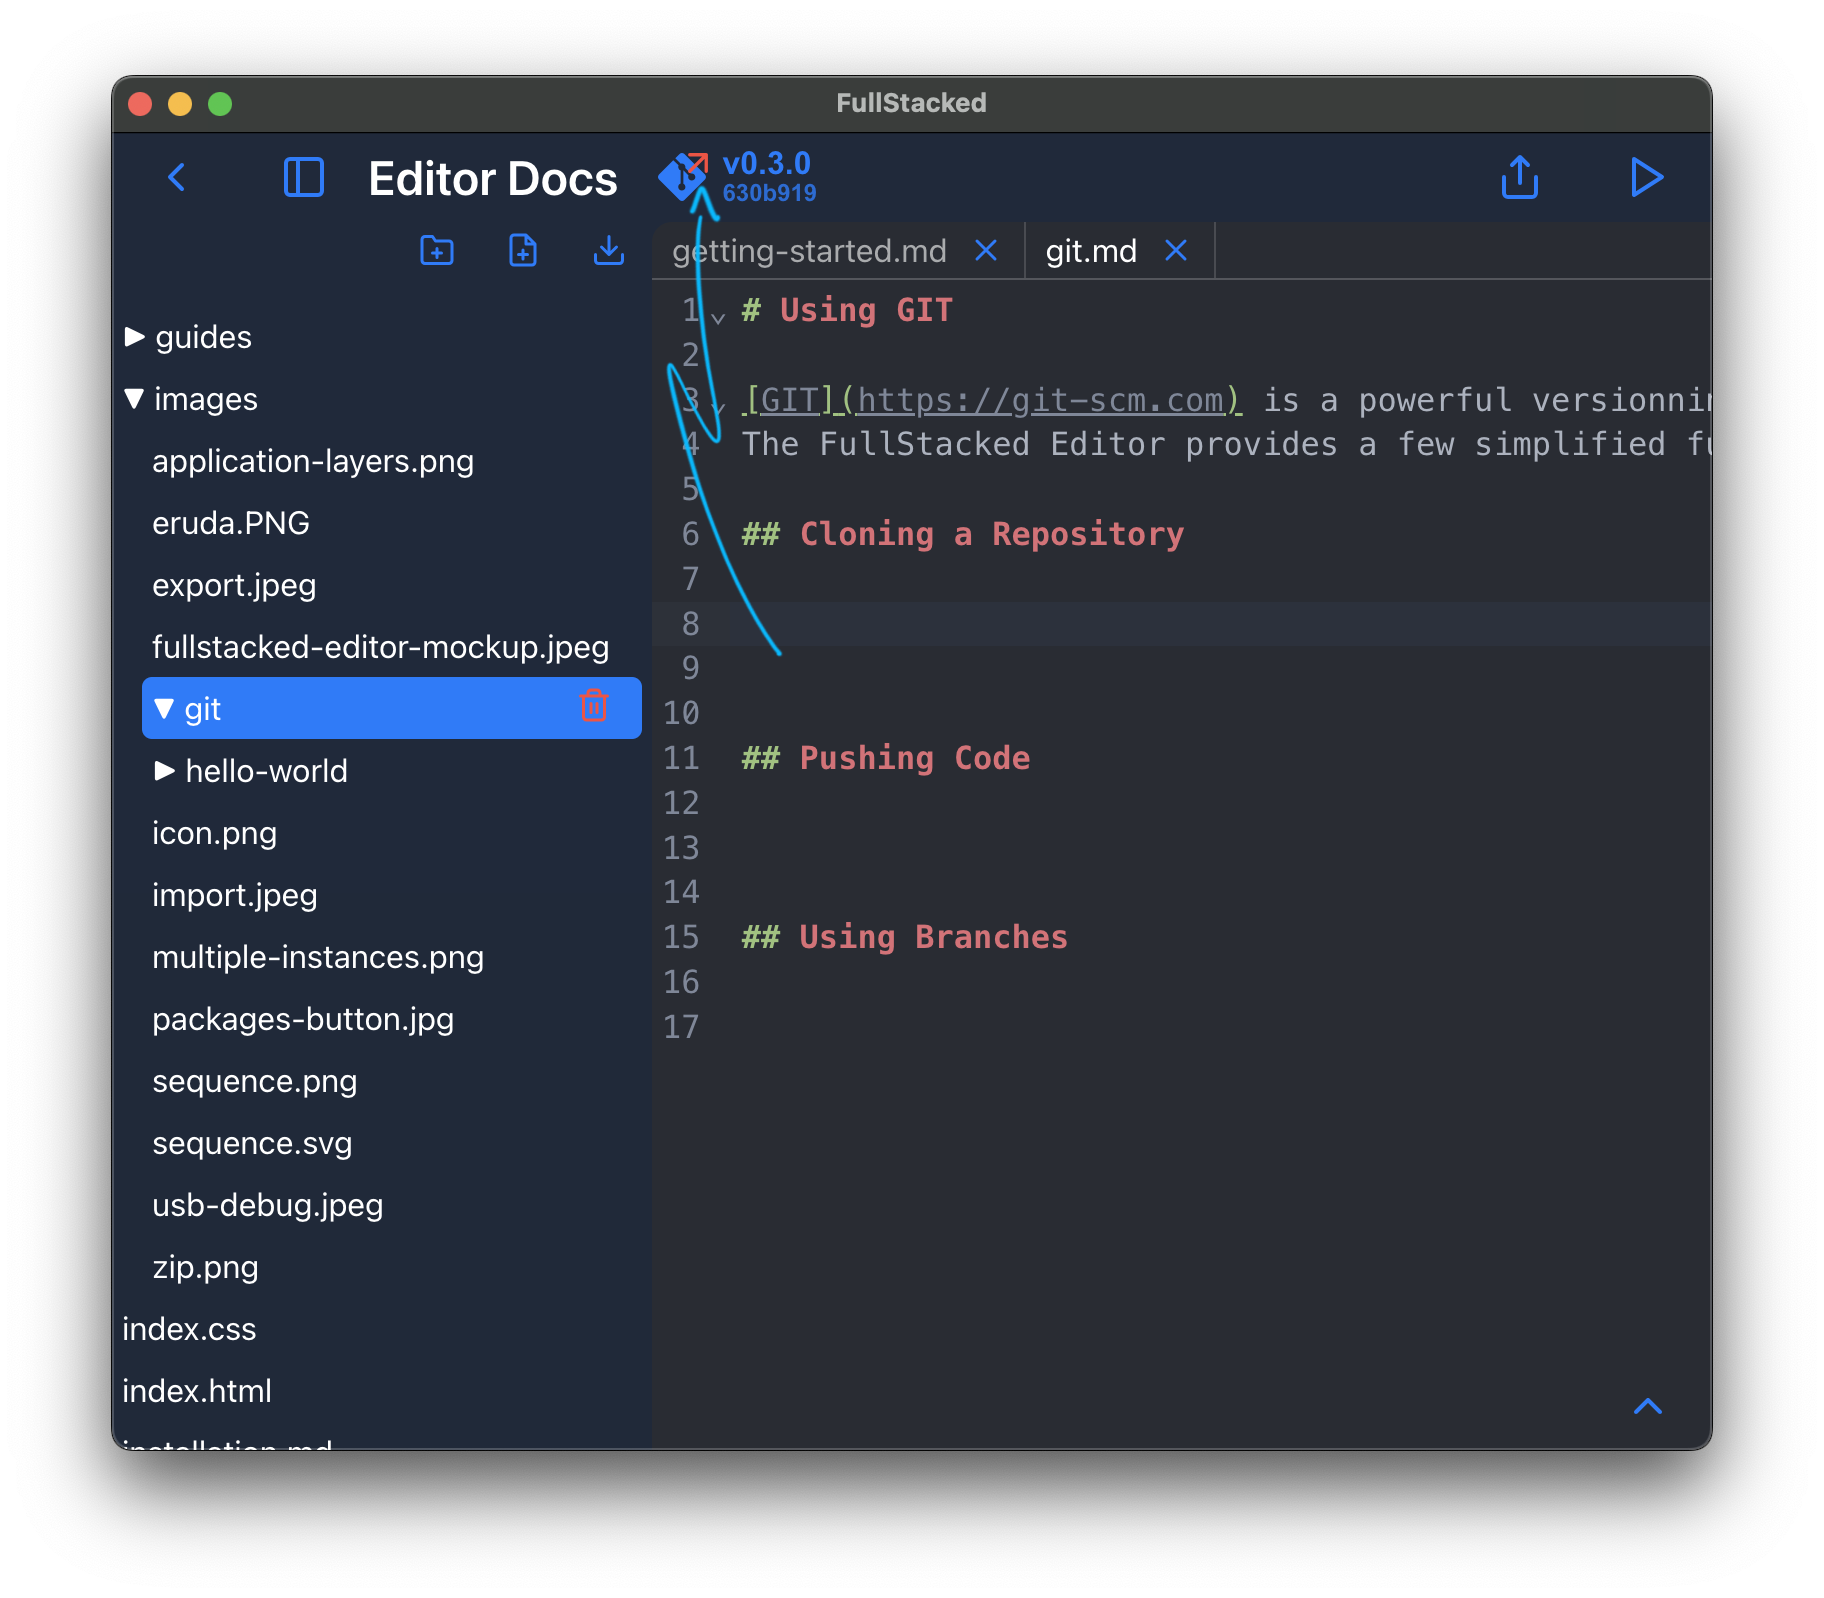 FullStacked
Editor Docs
v0.3.0
630b919
getting-started.md
git.md
guides
images
application-layers.png
eruda.PNG
export.jpeg
fullstacked-editor-mockup.jpeg
git
hello-world
icon.png
import.jpeg
multiple-instances.png
packages-button.jpg
sequence.png
sequence.svg
usb-debug.jpeg
zip.png
index.css
index.html
installation.md
1 # Using GIT
2
3 [GIT](https://git-scm.com) is a powerful versionnin
4 The FullStacked Editor provides a few simplified fu
5
6 ## Cloning a Repository
7
8
9
10
11 ## Pushing Code
12
13
14
15 ## Using Branches
16
17